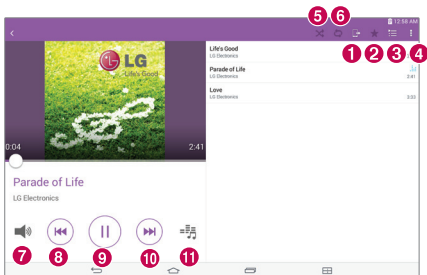 5 6
12:58 AM
1 2 3 4
LG
Life's Good
0:04
2:41
Parade of Life
LG Electronics
7 8 9 10 11
Life's Good
LG Electronics
Parade of Life
LG Electronics
2:41
Love
LG Electronics
3:33